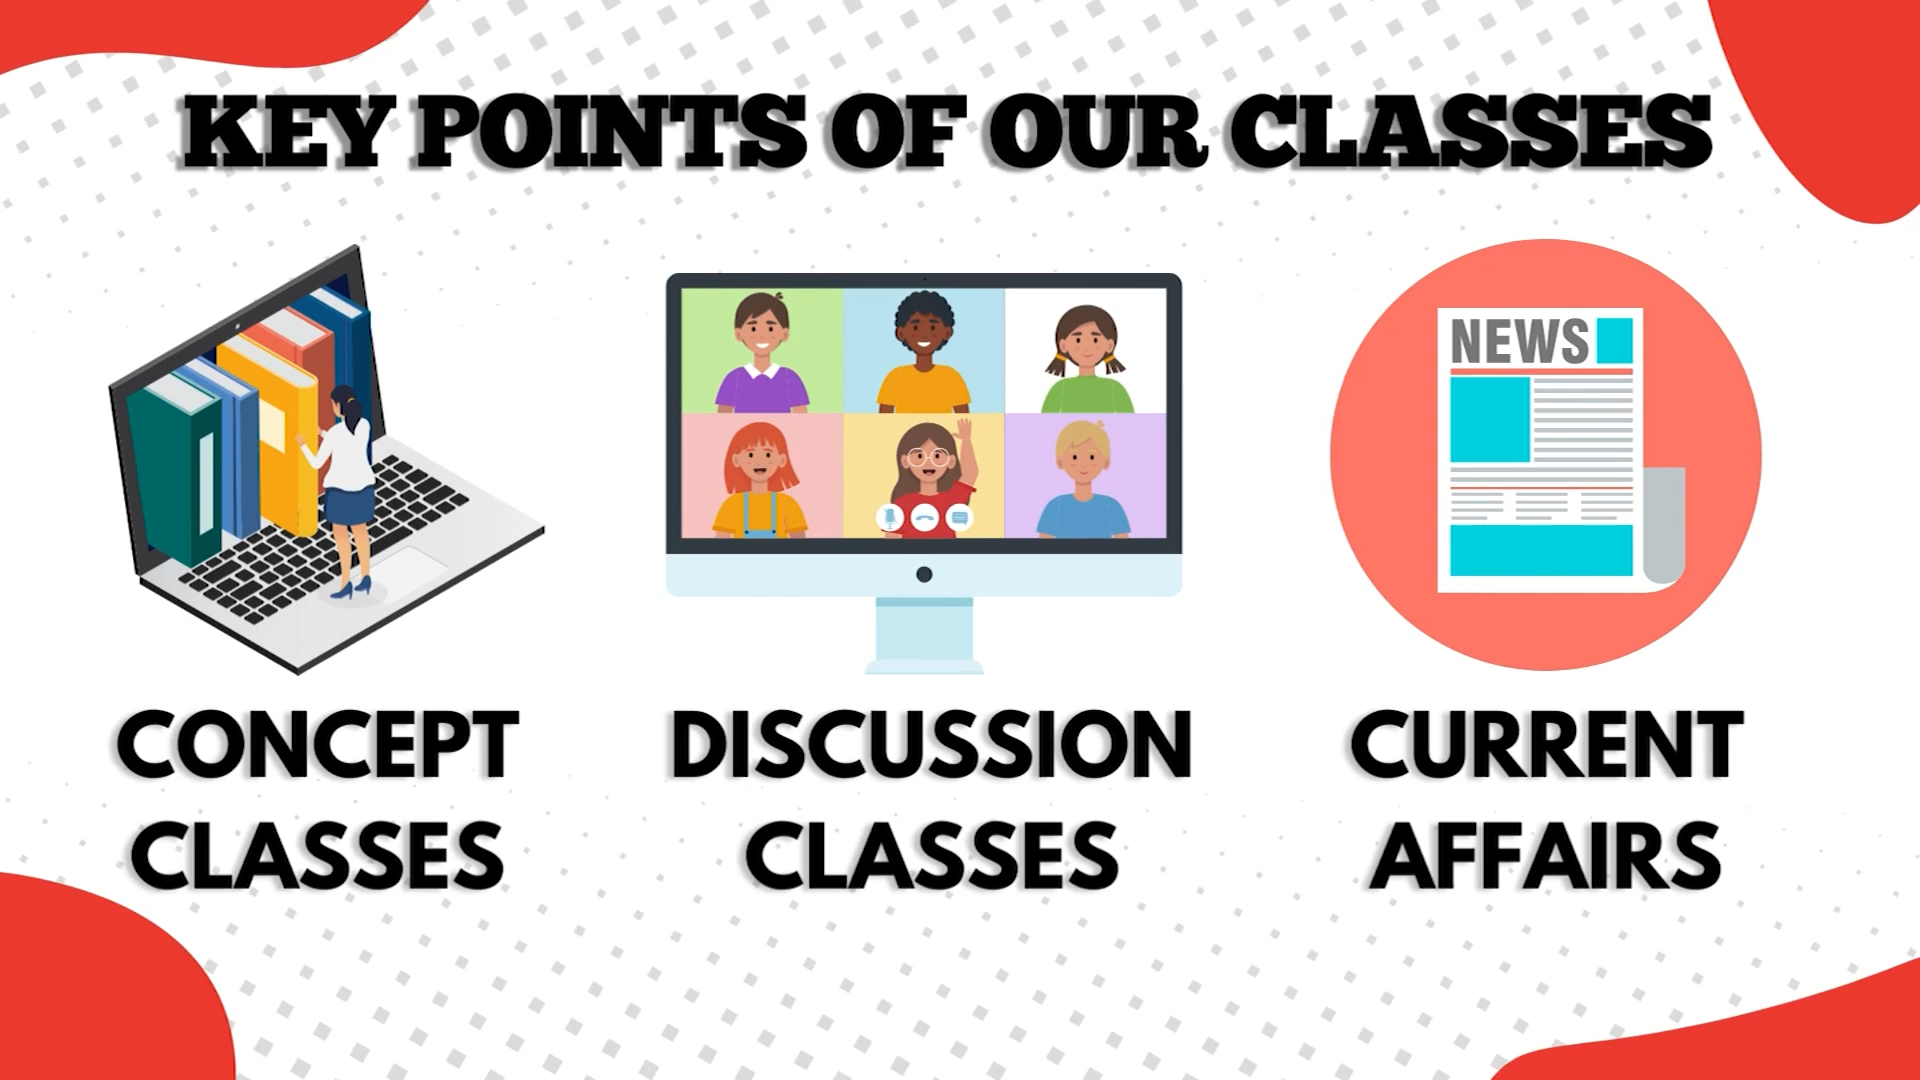 KEY POINTS OF OUR CLASSES
NEWS
CONCEPT
CLASSES
DISCUSSION
CLASSES
CURRENT
AFFAIRS